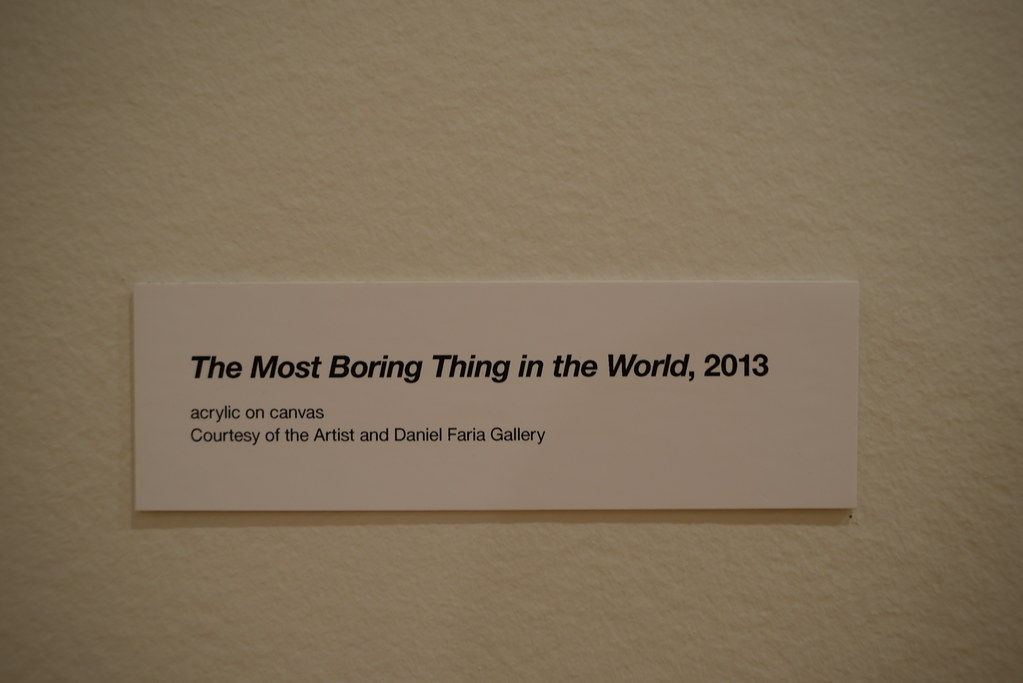 The Most Boring Thing in the World, 2013
acrylic on canvas
Courtesy of the Artist and Daniel Faria Gallery